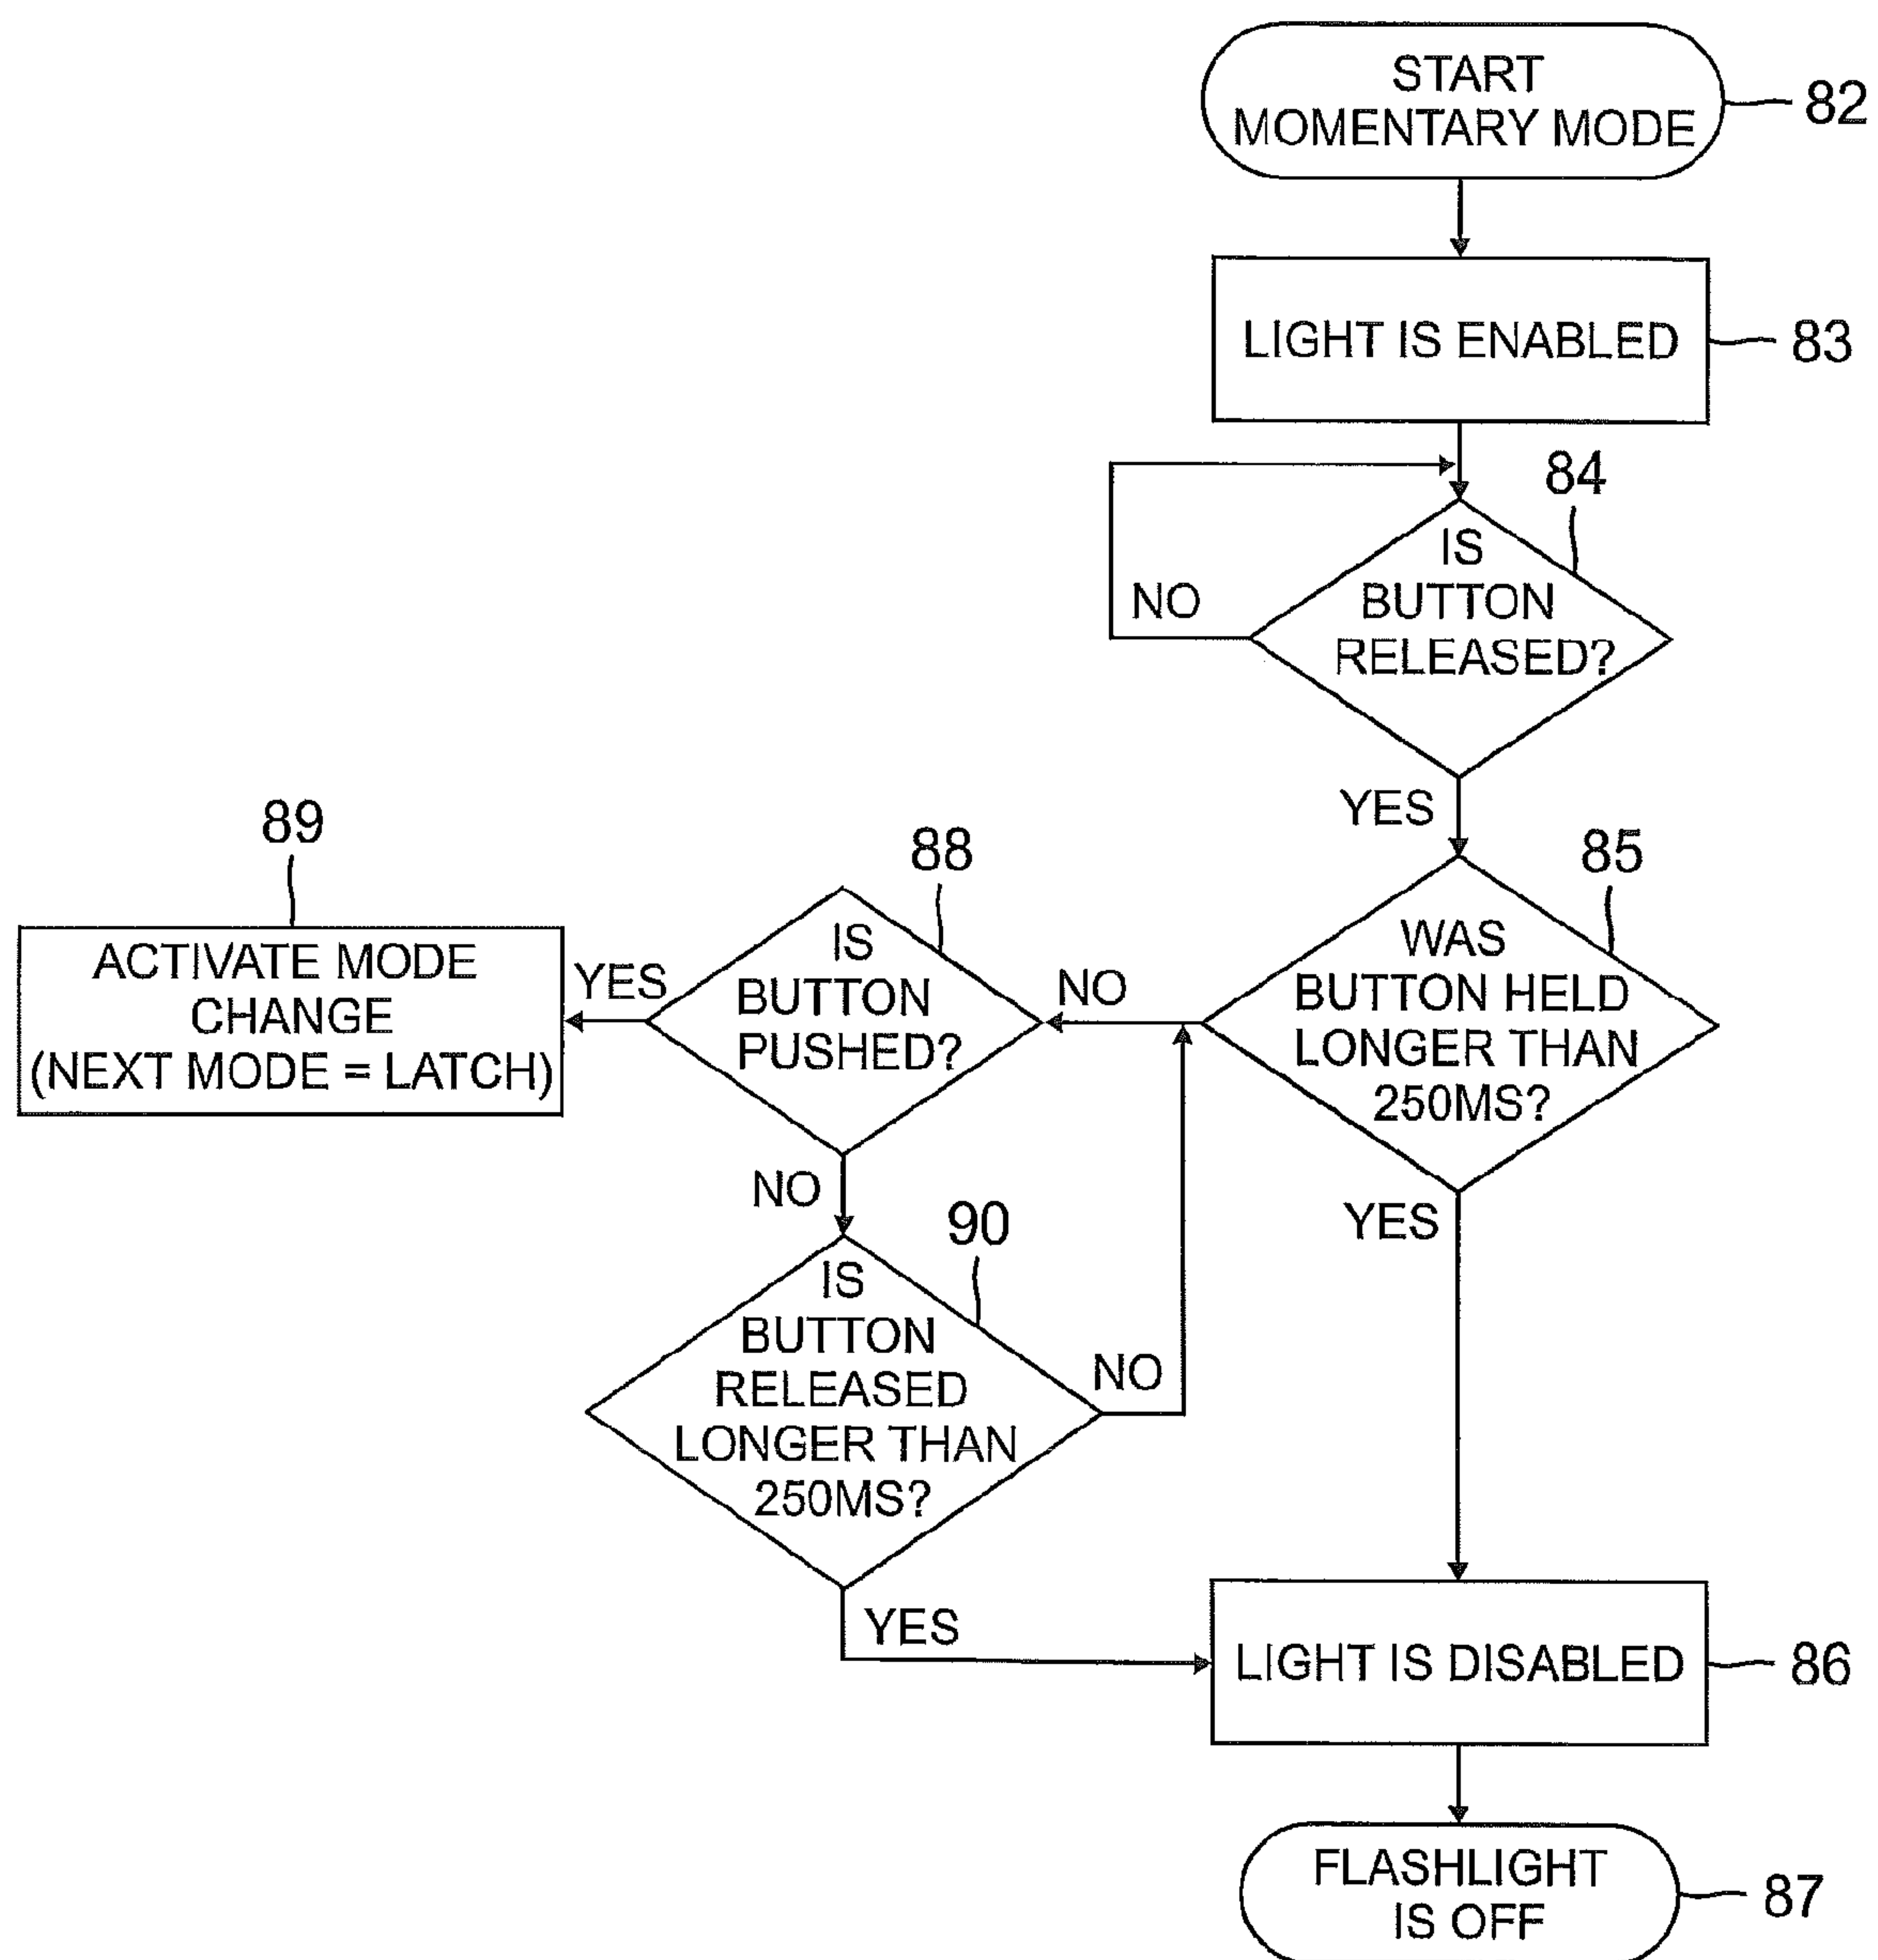 START
MOMENTARY MODE
82
LIGHT IS ENABLED
83
84
IS
BUTTON
RELEASED?
NO
YES
85
WAS
BUTTON HELD
LONGER THAN
250MS?
NO
YES
88
IS
BUTTON
PUSHED?
YES
NO
89
ACTIVATE MODE
CHANGE
(NEXT MODE = LATCH)
90
IS
BUTTON
RELEASED
LONGER THAN
250MS?
NO
YES
LIGHT IS DISABLED
86
FLASHLIGHT
IS OFF
87